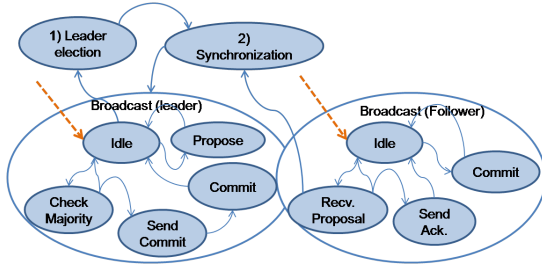 1) Leader
election
2)
Synchronization
Broadcast (leader)
Idle
Propose
Commit
Check
Majority
Send
Commit
Broadcast (Follower)
Idle
Commit
Recv.
Proposal
Send
Ack.